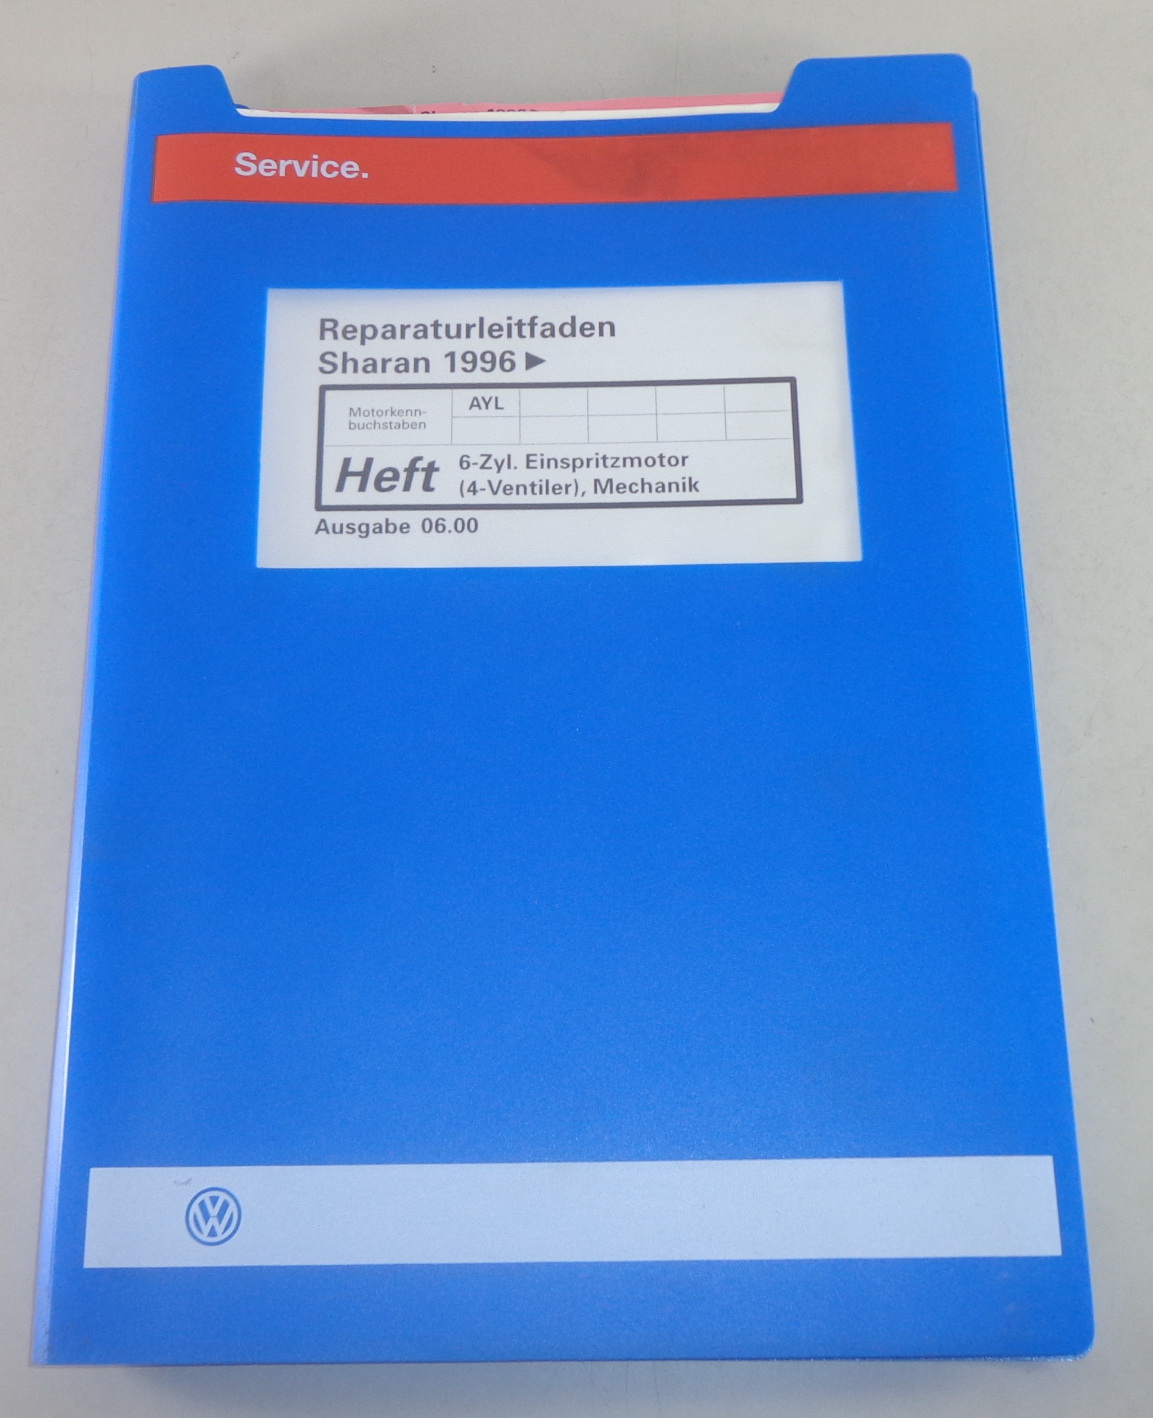 Service.
Reparaturleitfaden
Sharan 1996 ►
Motorkenn-
buchstaben
AYL
Heft
6-Zyl. Einspritzmotor
(4-Ventiler), Mechanik
Ausgabe 06.00